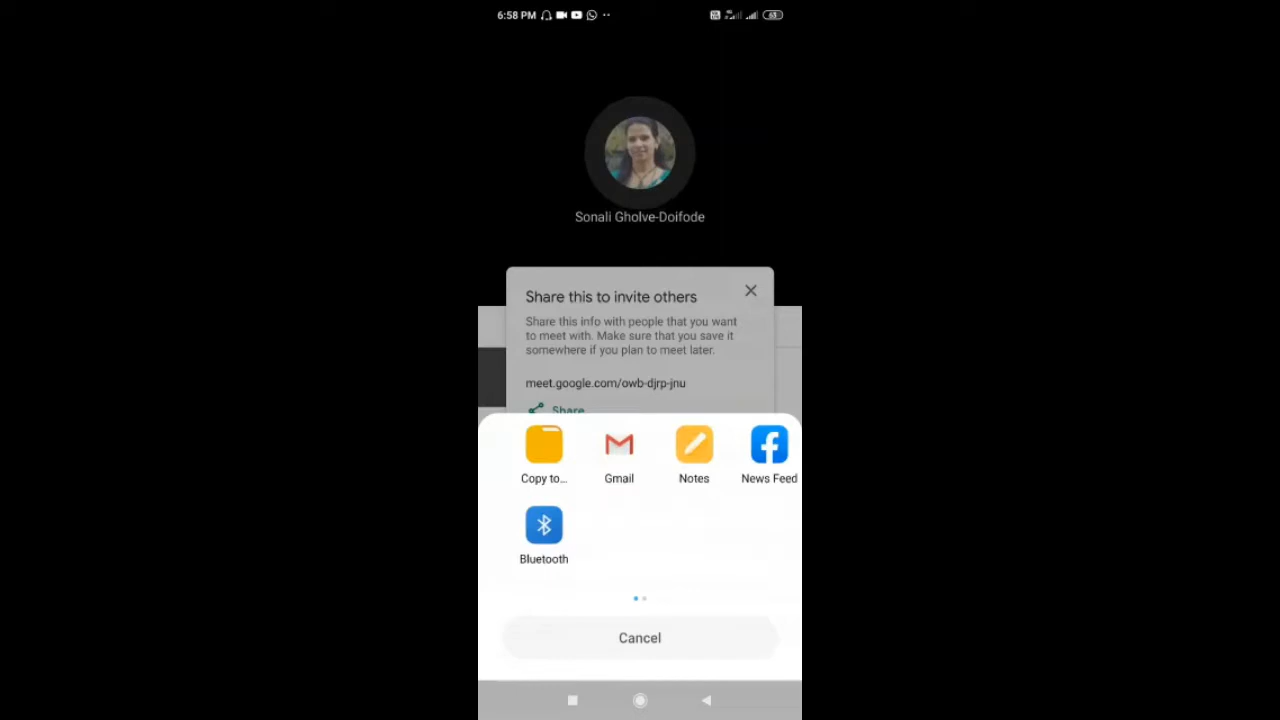 6:58 PM
63
Sonali Gholve-Doifode
Share this to invite others
Share this info with people that you want
to meet with. Make sure that you save it
somewhere if you plan to meet later.
meet.google.com/owb-djrp-jnu
Share
Copy to...
Gmail
Notes
News Feed
Bluetooth
Cancel